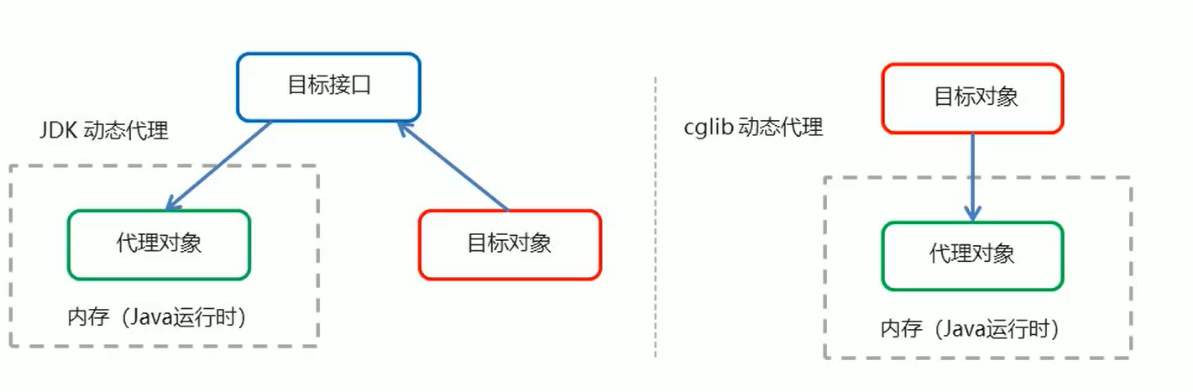 目标接口
JDK 动态代理
代理对象
目标对象
内存（Java运行时）
目标对象
cglib 动态代理
代理对象
内存（Java运行时）